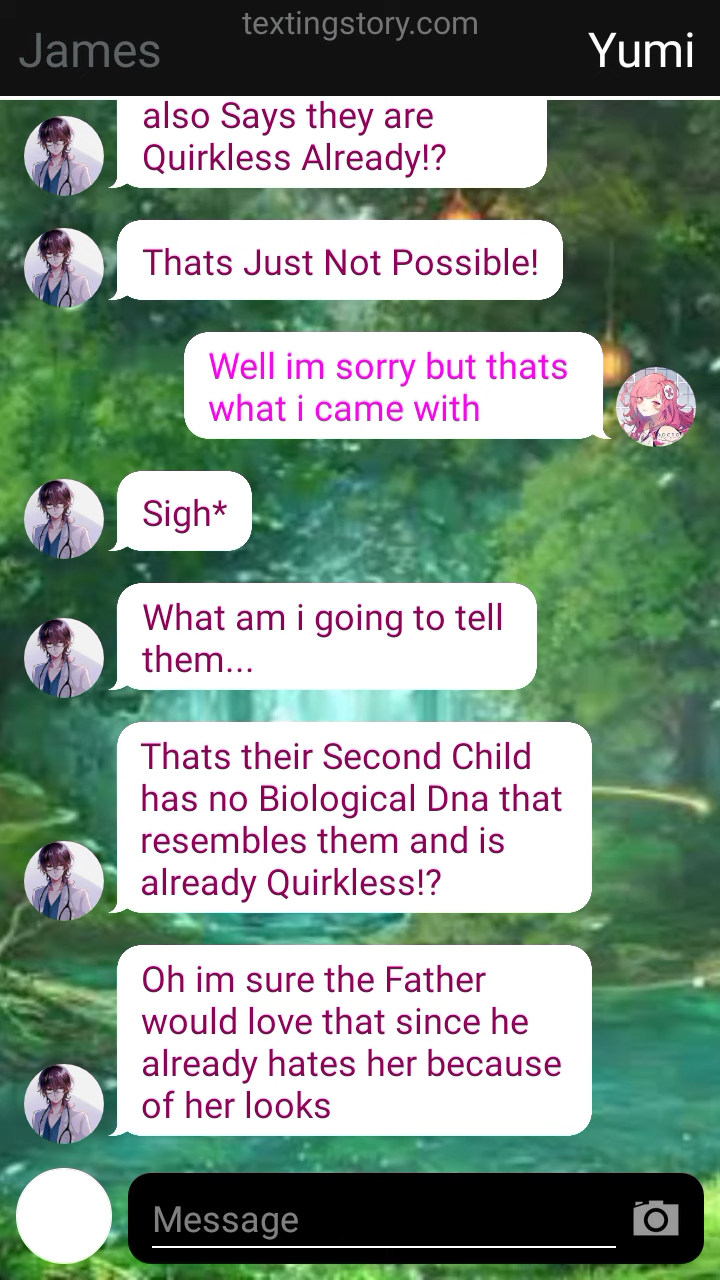 textingstory.com
James
Yumi
also Says they are
Quirkless Already!?
Thats Just Not Possible!
Well im sorry but thats
what i came with
Sigh*
What am i going to tell
them...
Thats their Second Child
has no Biological Dna that
resembles them and is
already Quirkless!?
Oh im sure the Father
would love that since he
already hates her because
of her looks
Message